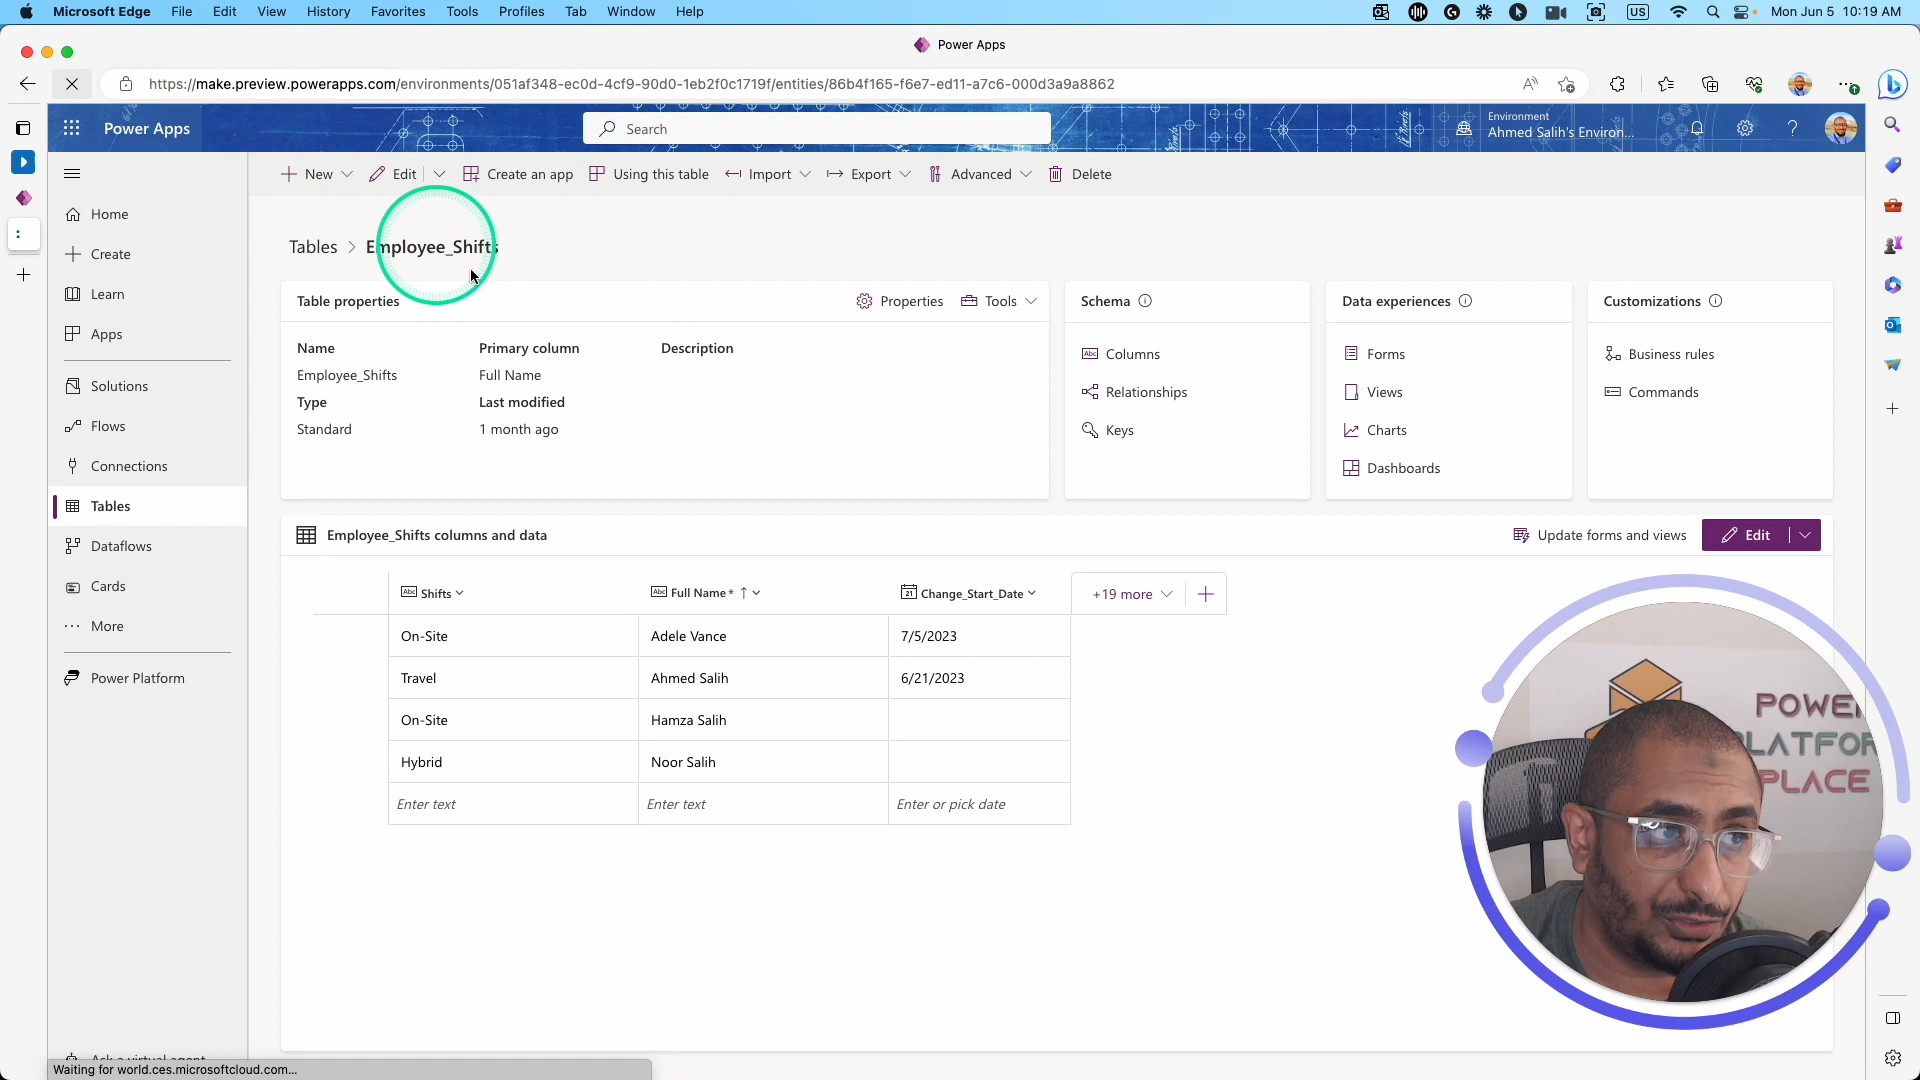 Microsoft Edge File Edit View History Favorites Tools Profiles Tab Window Help
US Mon Jun 5 10:19 AM
Power Apps
https://make.preview.powerapps.com/environments/051af348-ec0d-4cf9-90d0-1eb2f0c1719f/entities/86b4f165-f6e7-ed11-a7c6-000d3a9a8862
Power Apps
Search
Environment
Ahmed Salih's Environ...
New Edit Create an app Using this table Import Export Advanced Delete
Home
Create
Learn
Apps
Solutions
Flows
Connections
Tables
Dataflows
Cards
More
Power Platform
Ask a virtual agent
Tables > Employee_Shifts
Table properties
Properties Tools
Name Primary column Description
Employee_Shifts Full Name
Type Last modified
Standard 1 month ago
Schema
Columns
Relationships
Keys
Data experiences
Forms
Views
Charts
Dashboards
Customizations
Business rules
Commands
Employee_Shifts columns and data
Update forms and views
Edit
Shifts Full Name * Change_Start_Date +19 more
On-Site Adele Vance 7/5/2023
Travel Ahmed Salih 6/21/2023
On-Site Hamza Salih
Hybrid Noor Salih
Enter text Enter text Enter or pick date
POWER
PLATFOR
PLACE
Waiting for world.ces.microsoftcloud.com...